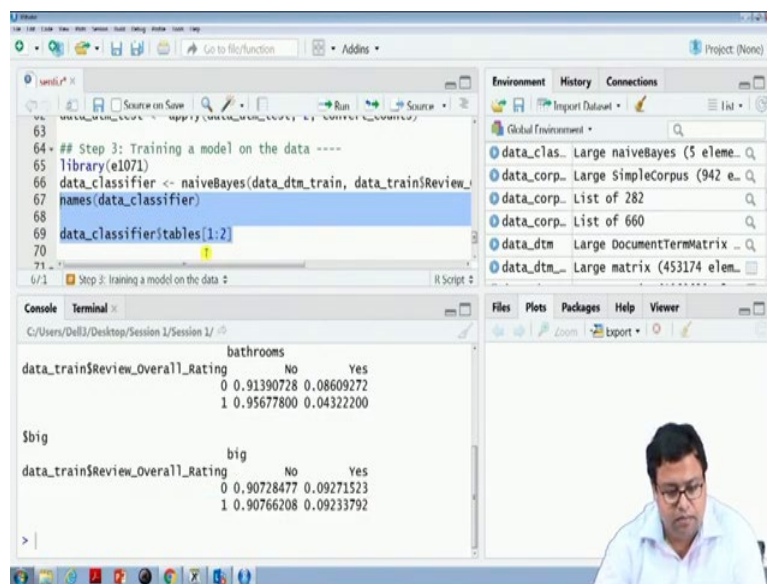 Go to file/function
Addins
Project: (None)
Source on Save
Run
Source
63
64 ## Step 3: Training a model on the data ----
65 library(e1071)
66 data_classifier <- naiveBayes(data_dtm_train, data_train$Review_
67 names(data_classifier)
68
69 data_classifier$tables[1:2]
70
71
67:1 Step 3: Training a model on the data
R Script
Console Terminal
C:/Users/Dell3/Desktop/Session 1/Session 1/
bathrooms
data_train$Review_Overall_Rating No Yes
0 0.91390728 0.08609272
1 0.95677800 0.04322200
$big
big
data_train$Review_Overall_Rating No Yes
0 0.90728477 0.09271523
1 0.90766208 0.09233792
>
Environment History Connections
Import Dataset
List
Global Environment
data_clas… Large naiveBayes (5 eleme…
data_corp… Large SimpleCorpus (942 e…
data_corp… List of 282
data_corp… List of 660
data_dtm Large DocumentTermMatrix …
data_dtm_… Large matrix (453174 elem…
Files Plots Packages Help Viewer
Zoom Export